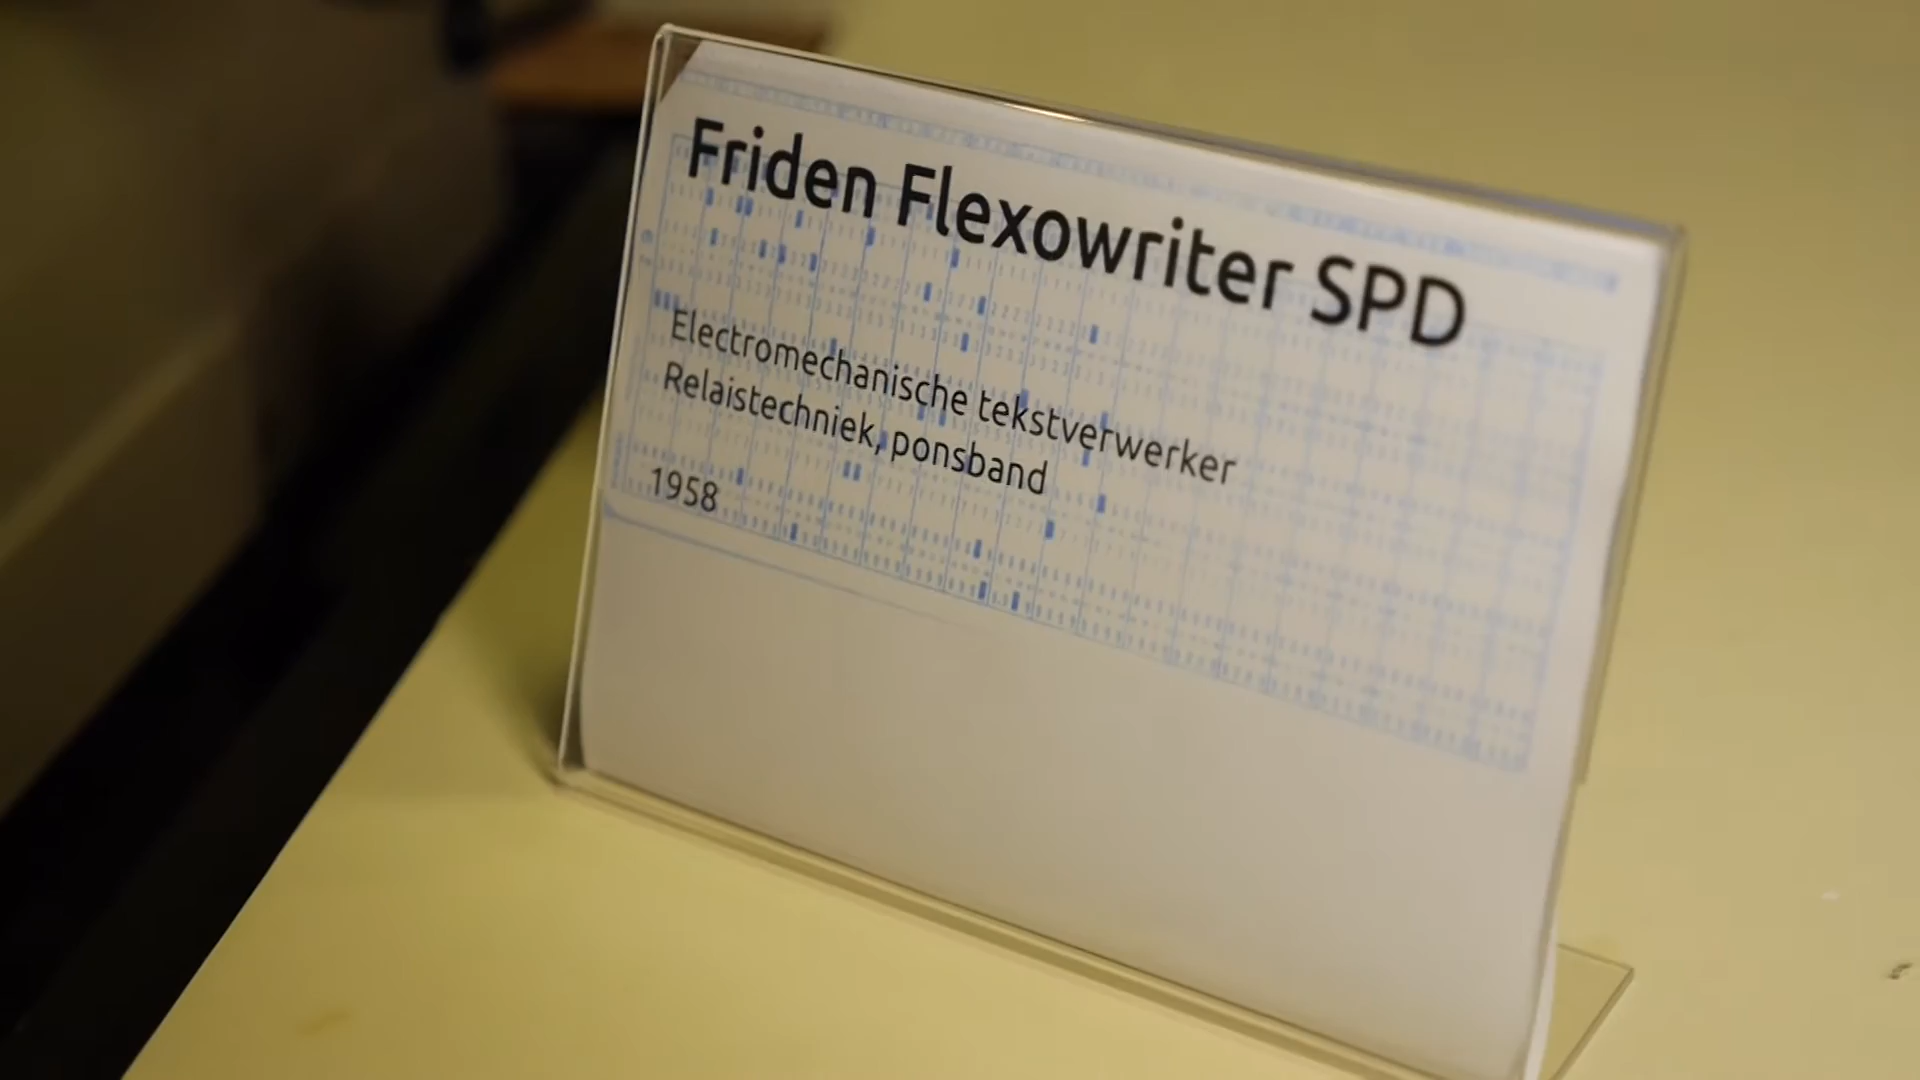 Friden Flexowriter SPD
Electromechanische tekstverwerker
Relaistechniek, ponsband
1958